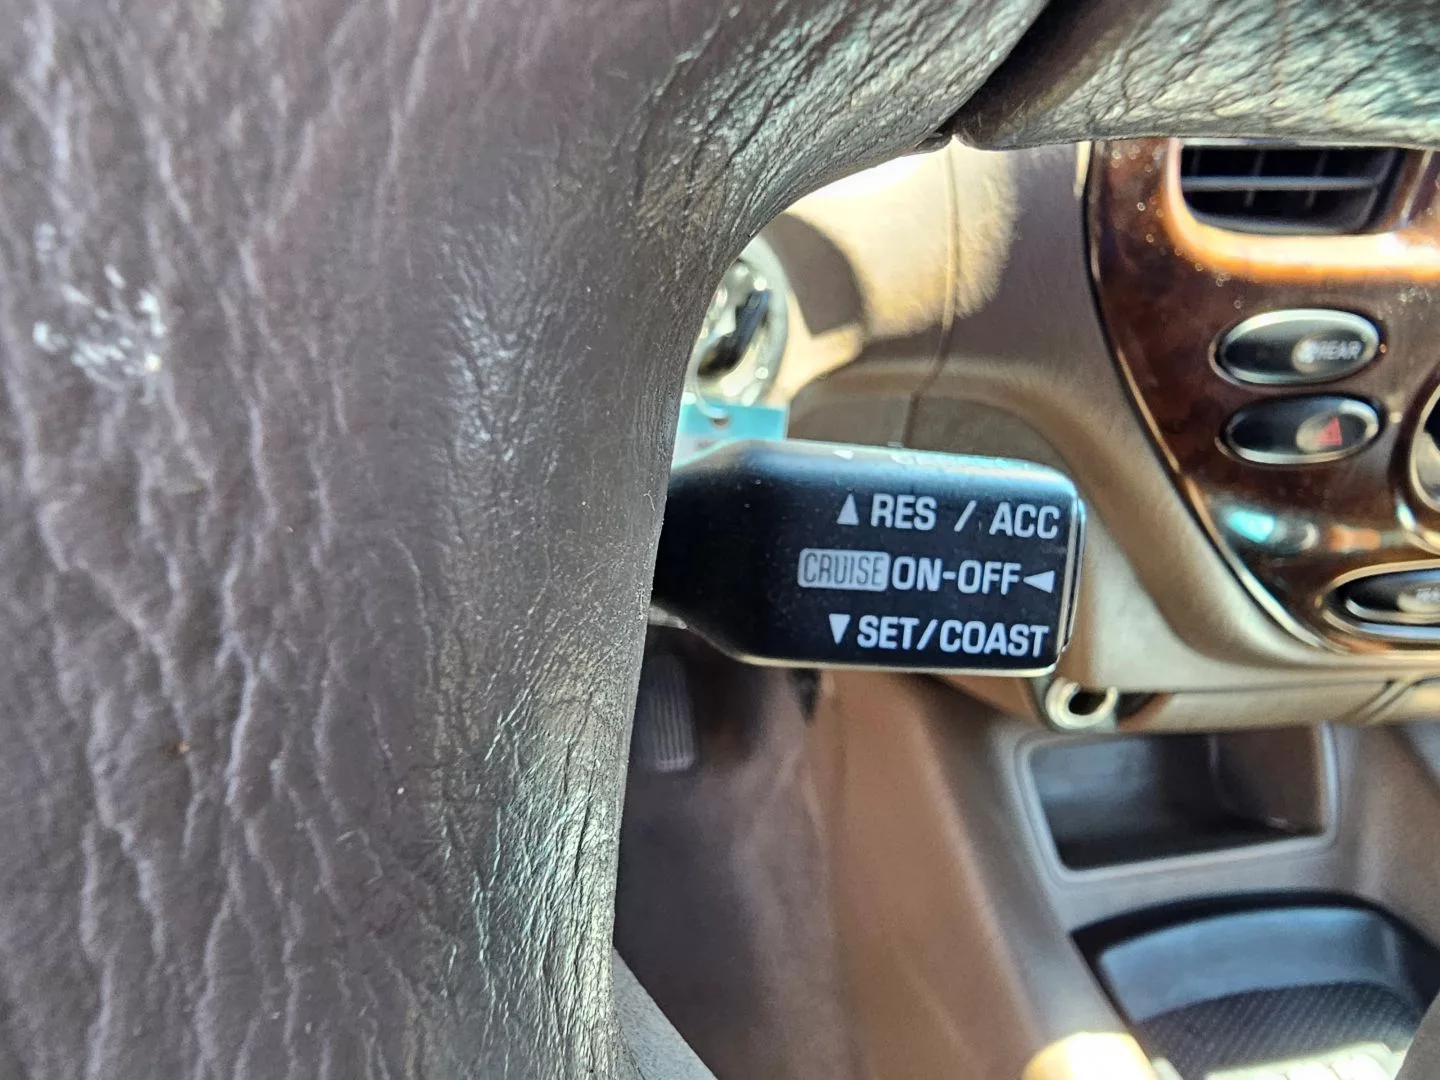 REAR
▲ RES / ACC
CRUISE ON-OFF ◄
▼ SET/COAST